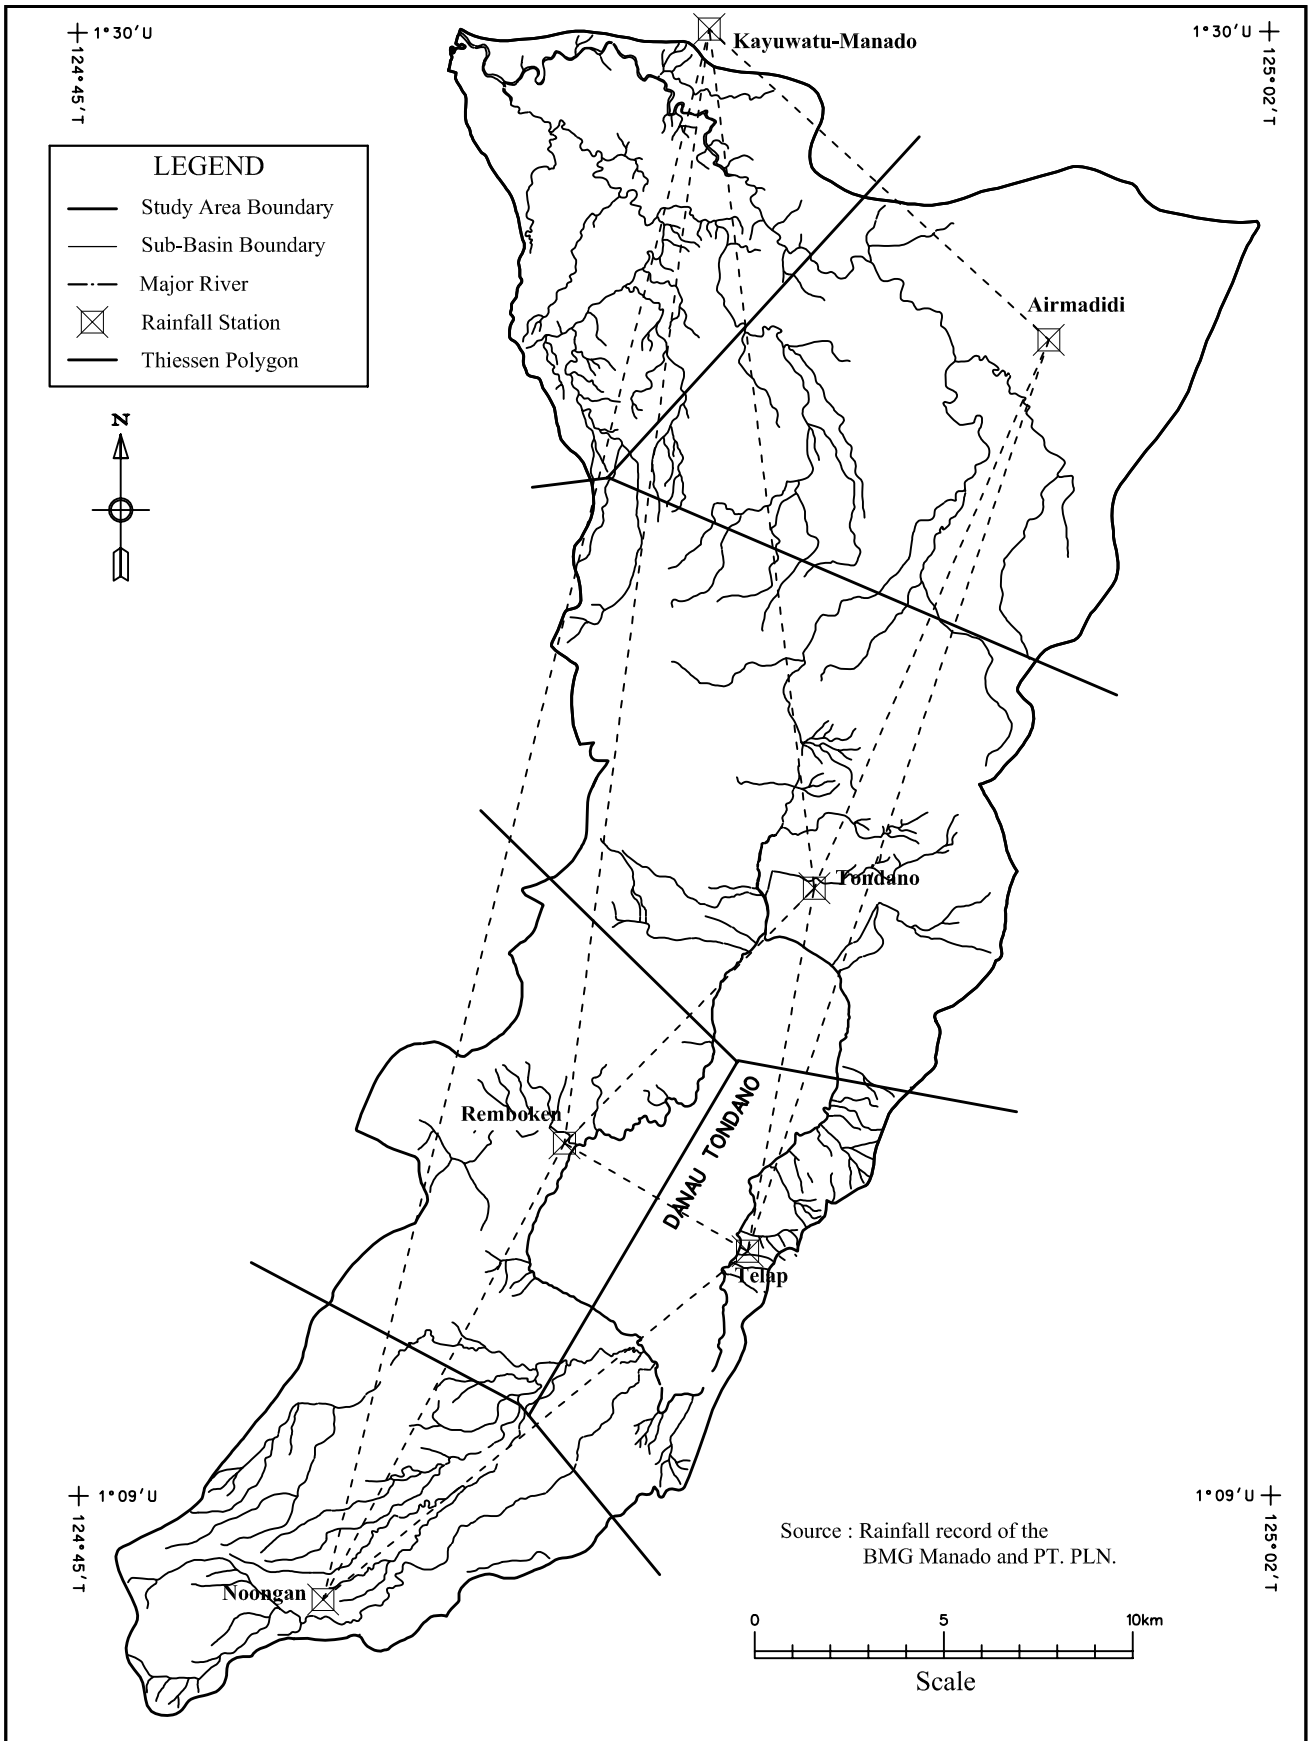 1°30'U
124°45'T
Kayuwatu-Manado
1°30'U
125°02'T
LEGEND
Study Area Boundary
Sub-Basin Boundary
Major River
Rainfall Station
Thiessen Polygon
Airmadidi
N
Tondano
Remboken
DANAU TONDANO
Telap
1°09'U
124°45'T
1°09'U
125°02'T
Source : Rainfall record of the
BMG Manado and PT. PLN.
Noongan
0 5 10km
Scale